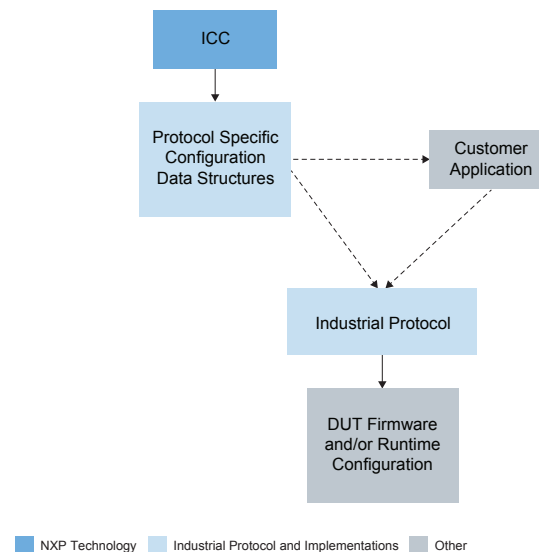 ICC
Protocol Specific
Configuration
Data Structures
Customer
Application
Industrial Protocol
DUT Firmware
and/or Runtime
Configuration
NXP Technology
Industrial Protocol and Implementations
Other